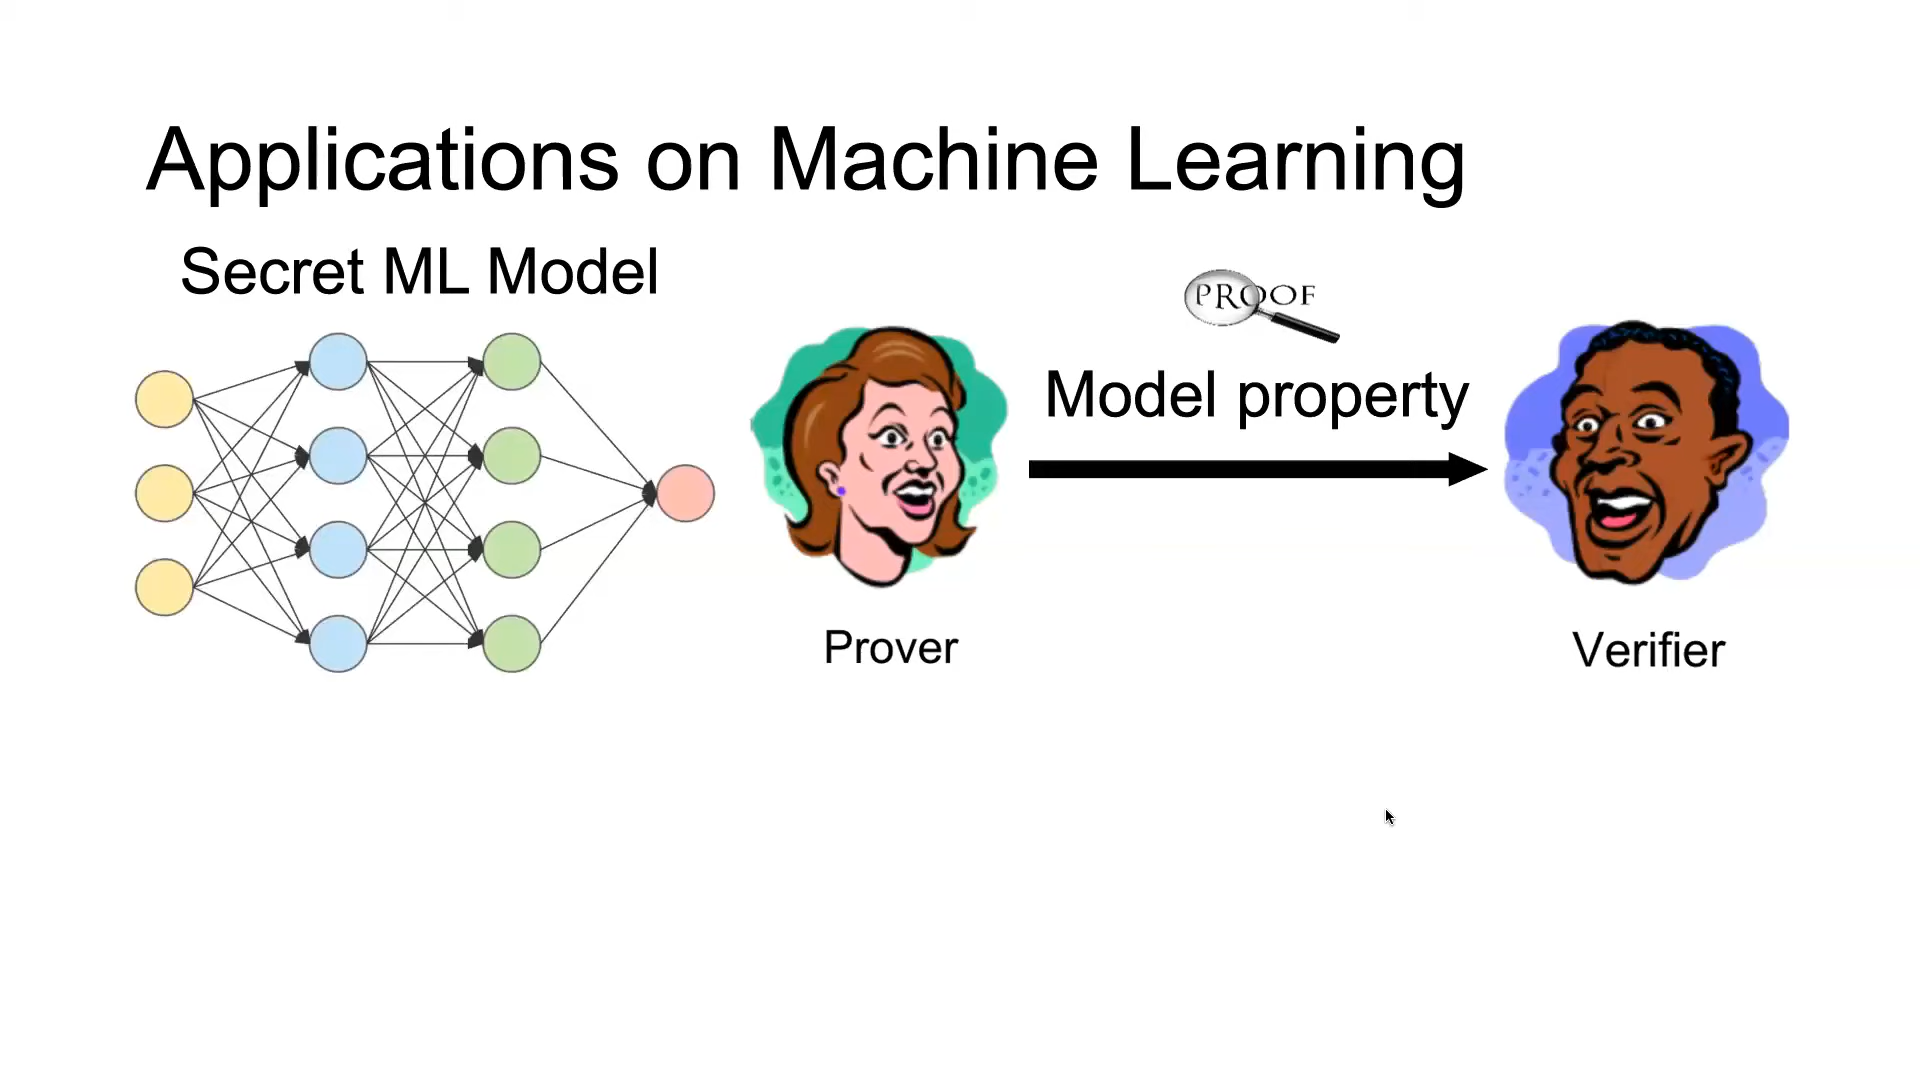 Applications on Machine Learning
Secret ML Model
PROOF
Model property
Prover
Verifier